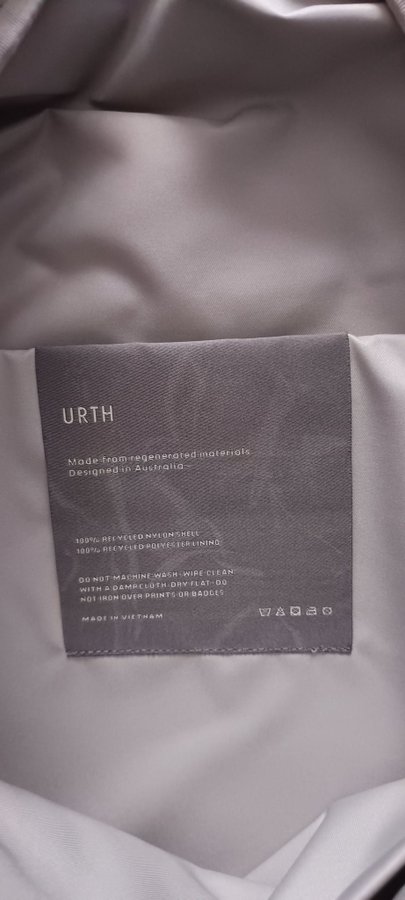 URTH
Made from regenerated materials
Designed in Australia
100% RECYCLED NYLON SHELL
100% RECYCLED POLYESTER LINING
DO NOT MACHINE WASH-WIPE CLEAN
WITH A DAMP CLOTH-DRY FLAT-DO
NOT IRON OVER PRINTS OR BADGES
MADE IN VIETNAM